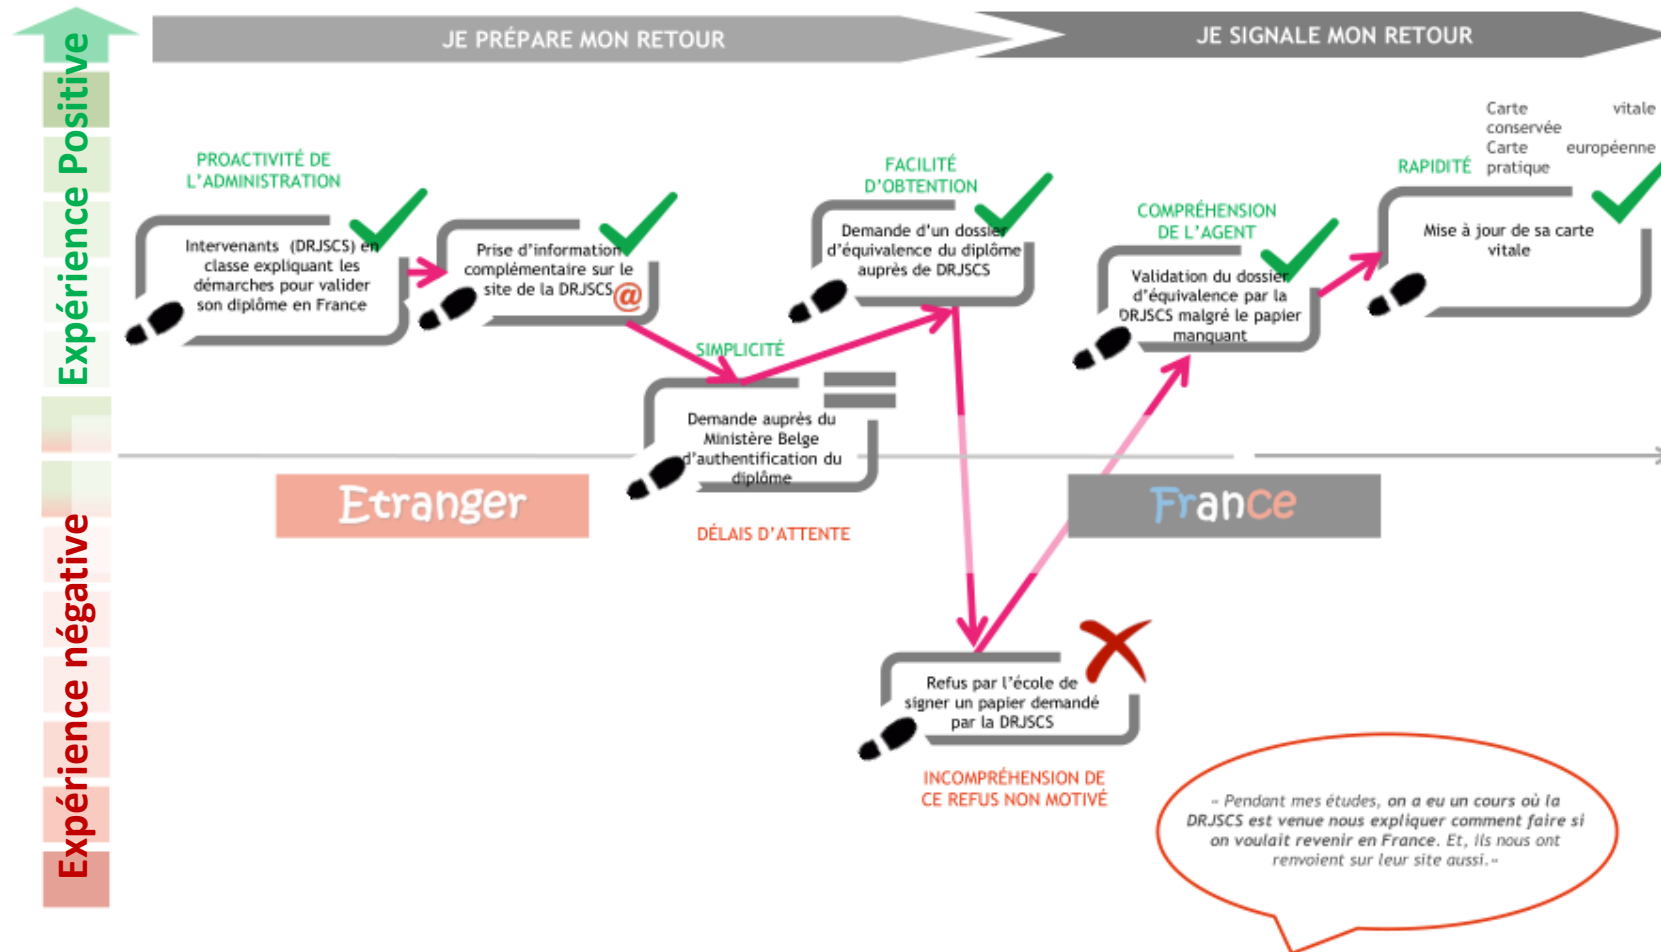 JE PRÉPARE MON RETOUR
JE SIGNALE MON RETOUR
Expérience Positive
Expérience négative
PROACTIVITÉ DE
L'ADMINISTRATION
Intervenants (DRJSCS) en
classe expliquant les
démarches pour valider
son diplôme en France
Prise d'information
complémentaire sur le
site de la DRJSCS
@
SIMPLICITÉ
Demande auprès du
Ministère Belge
d'authentification du
diplôme
DÉLAIS D'ATTENTE
FACILITÉ
D'OBTENTION
Demande d'un dossier
d'équivalence du diplôme
auprès de DRJSCS
Refus par l'école de
signer un papier demandé
par la DRJSCS
INCOMPRÉHENSION DE
CE REFUS NON MOTIVÉ
COMPRÉHENSION
DE L'AGENT
Validation du dossier
d'équivalence par la
DRJSCS malgré le papier
manquant
RAPIDITÉ
Carte vitale
conservée
Carte européenne
pratique
Mise à jour de sa carte
vitale
Etranger
France
« Pendant mes études, on a eu un cours où la
DRJSCS est venue nous expliquer comment faire si
on voulait revenir en France. Et, ils nous ont
renvoient sur leur site aussi.»